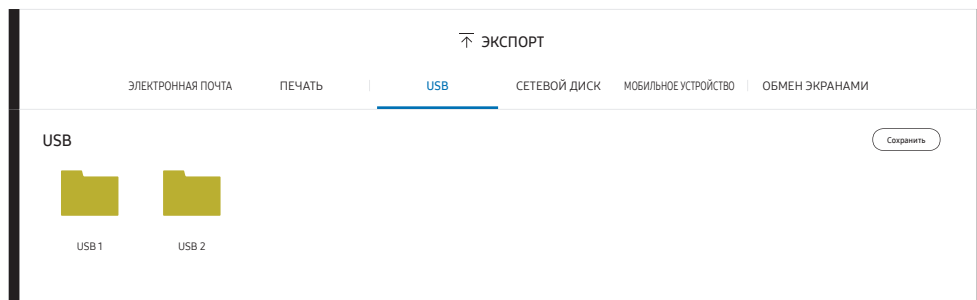 ЭКСПОРТ
ЭЛЕКТРОННАЯ ПОЧТА ПЕЧАТЬ USB СЕТЕВОЙ ДИСК МОБИЛЬНОЕ УСТРОЙСТВО ОБМЕН ЭКРАНАМИ
USB Сохранить
USB 1 USB 2